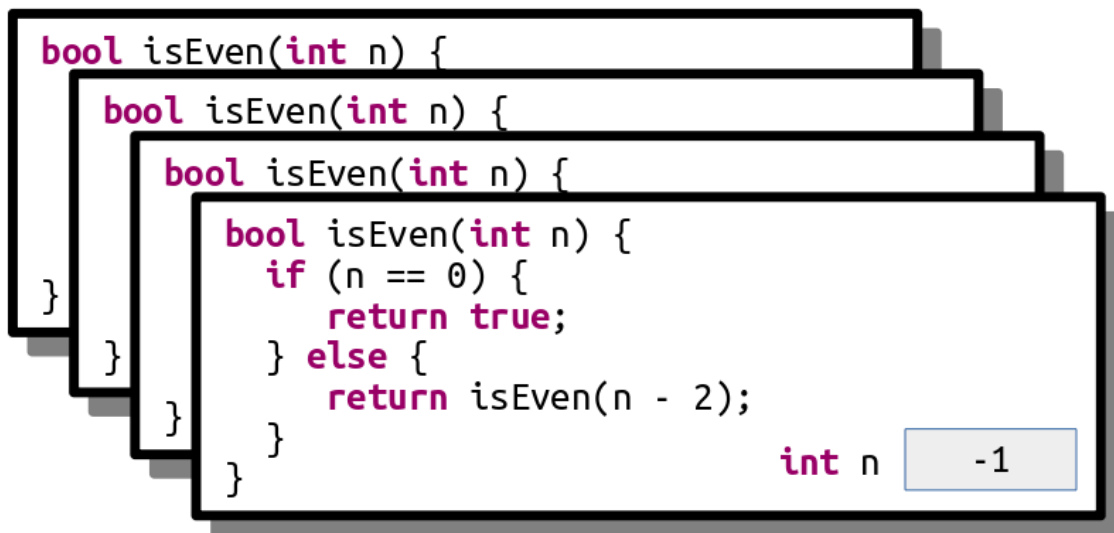 bool isEven(int n) {
bool isEven(int n) {
bool isEven(int n) {
bool isEven(int n) {
  if (n == 0) {
     return true;
  } else {
     return isEven(n - 2);
  }
}
}
}
}
int n -1